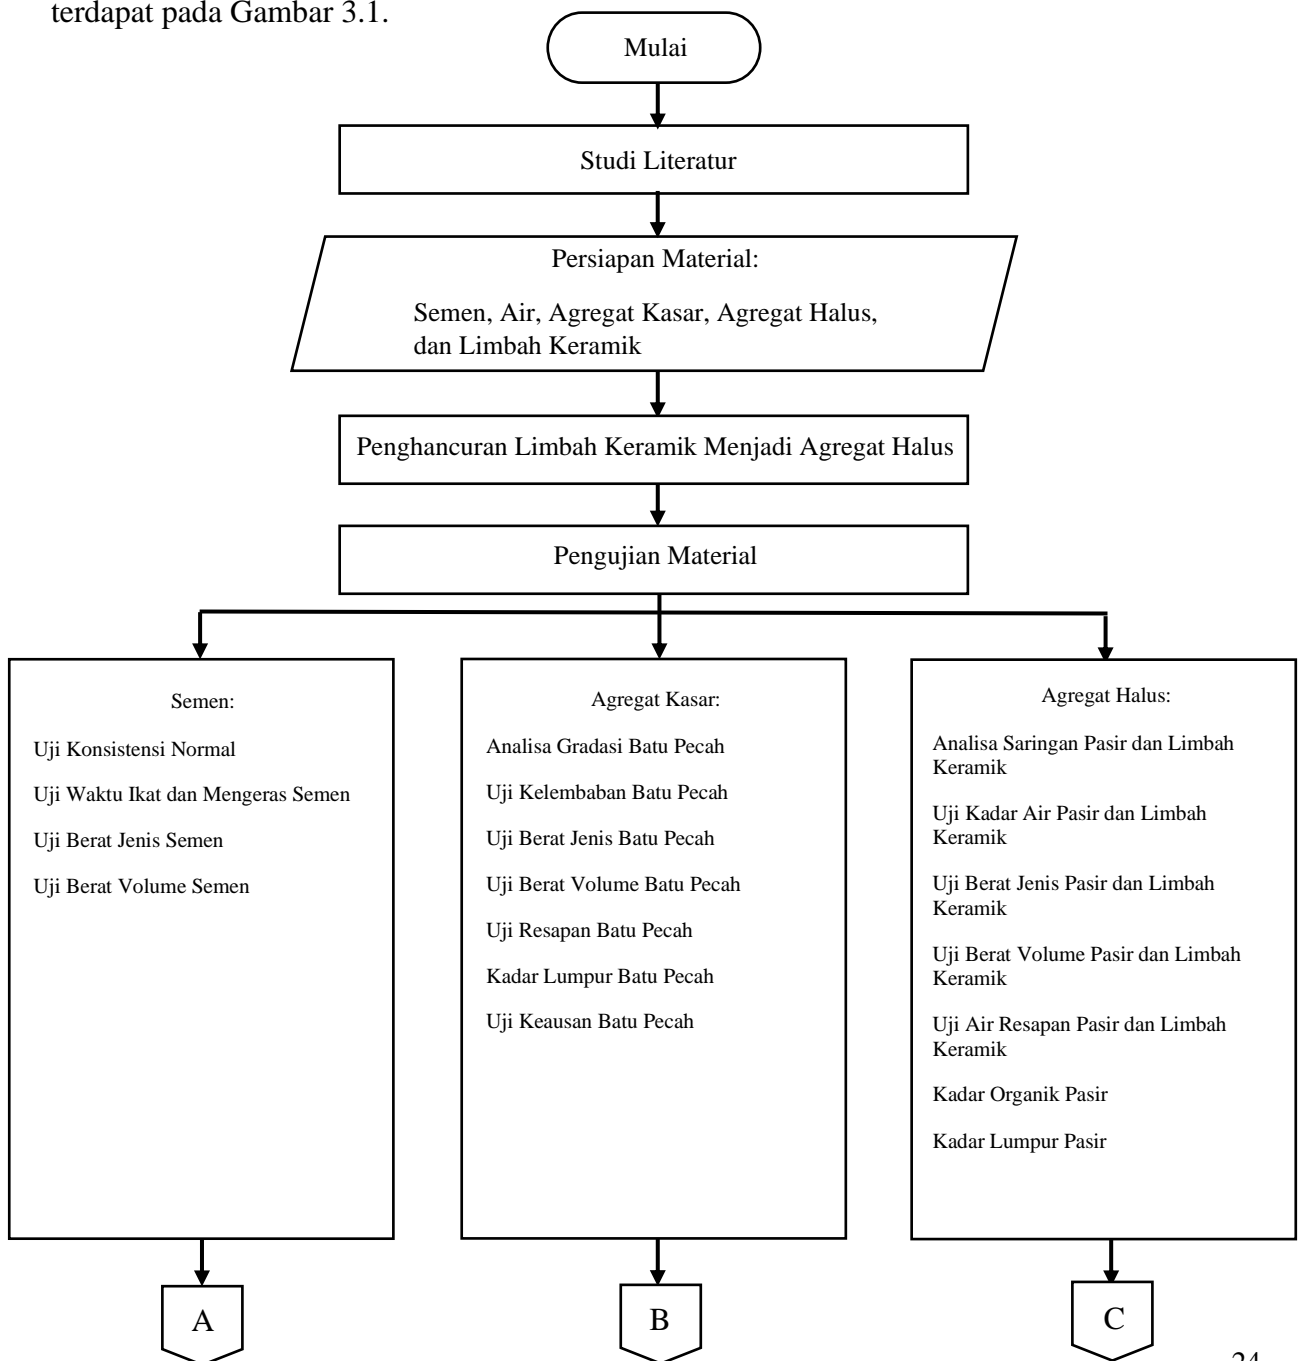 terdapat pada Gambar 3.1.
Mulai
Studi Literatur
Persiapan Material:
Semen, Air, Agregat Kasar, Agregat Halus,
dan Limbah Keramik
Penghancuran Limbah Keramik Menjadi Agregat Halus
Pengujian Material
Semen:
Uji Konsistensi Normal
Uji Waktu Ikat dan Mengeras Semen
Uji Berat Jenis Semen
Uji Berat Volume Semen
Agregat Kasar:
Analisa Gradasi Batu Pecah
Uji Kelembaban Batu Pecah
Uji Berat Jenis Batu Pecah
Uji Berat Volume Batu Pecah
Uji Resapan Batu Pecah
Kadar Lumpur Batu Pecah
Uji Keausan Batu Pecah
Agregat Halus:
Analisa Saringan Pasir dan Limbah
Keramik
Uji Kadar Air Pasir dan Limbah
Keramik
Uji Berat Jenis Pasir dan Limbah
Keramik
Uji Berat Volume Pasir dan Limbah
Keramik
Uji Air Resapan Pasir dan Limbah
Keramik
Kadar Organik Pasir
Kadar Lumpur Pasir
A
B
C
24